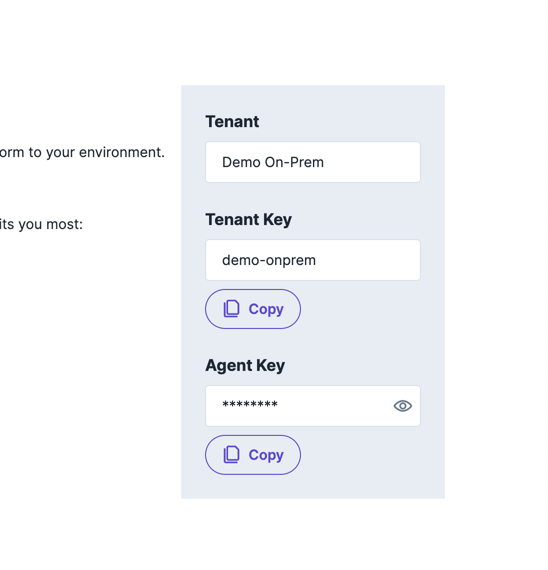 orm to your environment.
its you most:
Tenant
Demo On-Prem
Tenant Key
demo-onprem
Copy
Agent Key
********
Copy